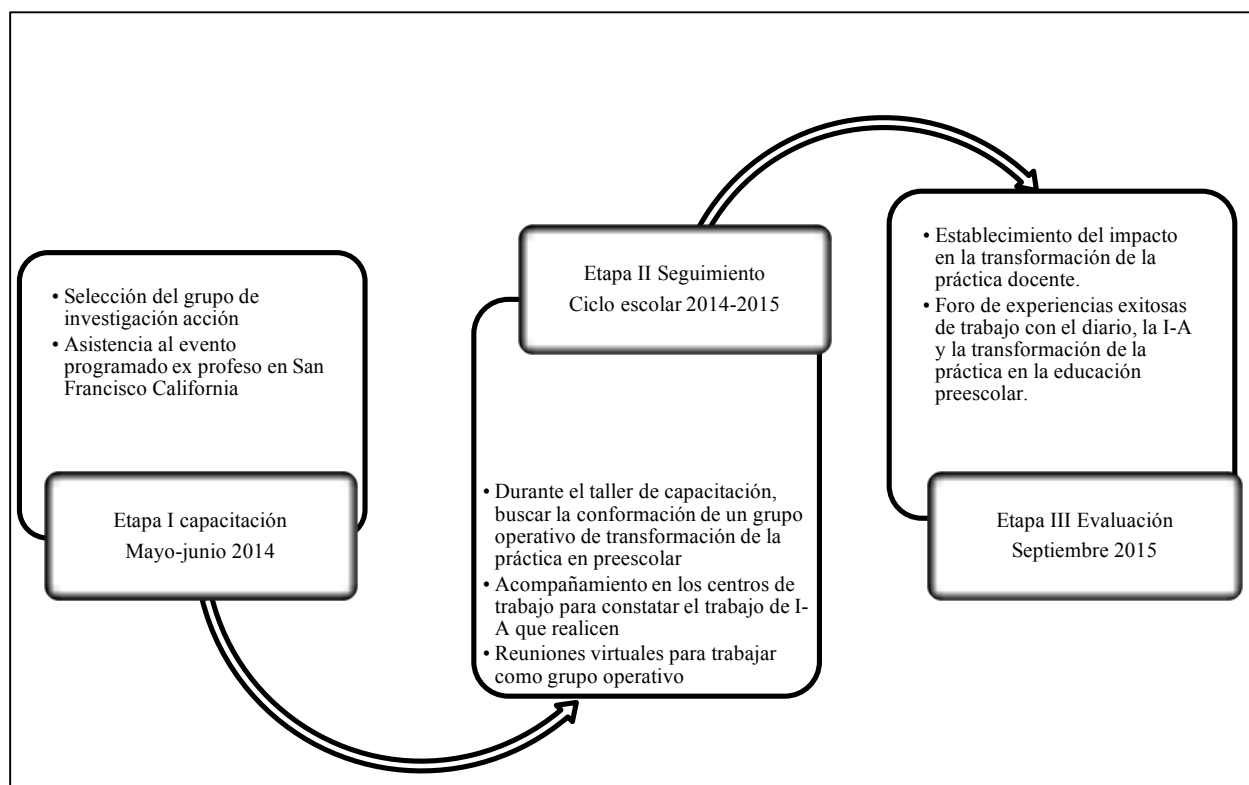 • Selección del grupo de
investigación acción
• Asistencia al evento
programado ex profeso en San
Francisco California
Etapa I capacitación
Mayo-junio 2014
Etapa II Seguimiento
Ciclo escolar 2014-2015
• Durante el taller de capacitación,
buscar la conformación de un grupo
operativo de transformación de la
práctica en preescolar
• Acompañamiento en los centros de
trabajo para constatar el trabajo de I-
A que realicen
• Reuniones virtuales para trabajar
como grupo operativo
• Establecimiento del impacto
en la transformación de la
práctica docente.
• Foro de experiencias exitosas
de trabajo con el diario, la I-A
y la transformación de la
práctica en la educación
preescolar.
Etapa III Evaluación
Septiembre 2015